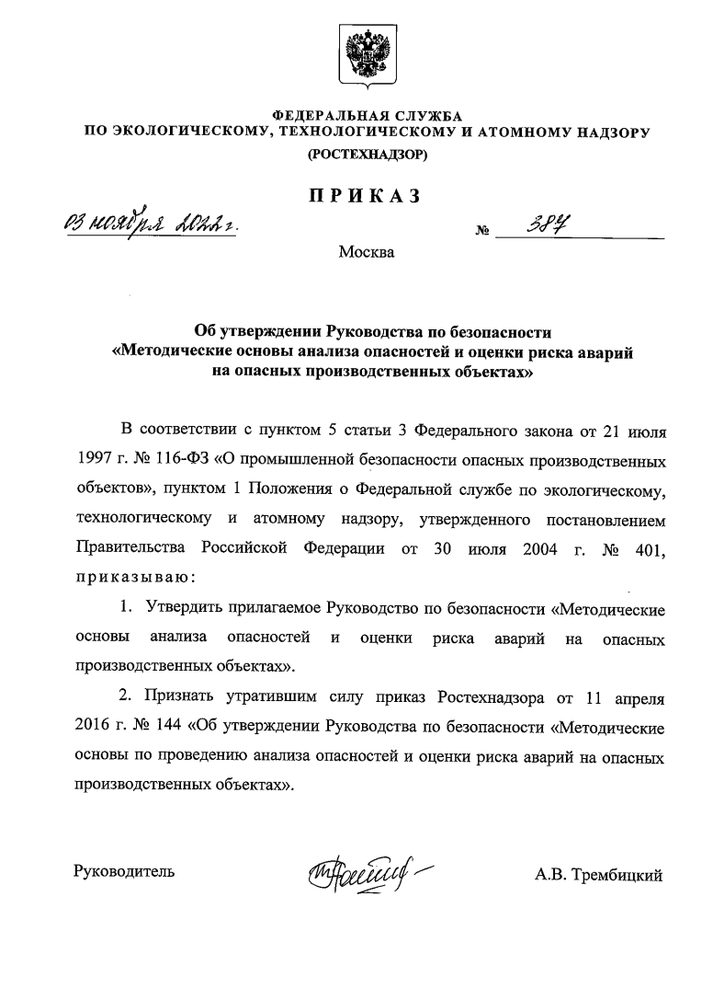 ФЕДЕРАЛЬНАЯ СЛУЖБА
ПО ЭКОЛОГИЧЕСКОМУ, ТЕХНОЛОГИЧЕСКОМУ И АТОМНОМУ НАДЗОРУ
(РОСТЕХНАДЗОР)
ПРИКАЗ
03 ноября 2022 г. № 387
Москва
Об утверждении Руководства по безопасности
«Методические основы анализа опасностей и оценки риска аварий
на опасных производственных объектах»
В соответствии с пунктом 5 статьи 3 Федерального закона от 21 июля
1997 г. № 116-ФЗ «О промышленной безопасности опасных производственных
объектов», пунктом 1 Положения о Федеральной службе по экологическому,
технологическому и атомному надзору, утвержденного постановлением
Правительства Российской Федерации от 30 июля 2004 г. № 401,
приказываю:
1. Утвердить прилагаемое Руководство по безопасности «Методические
основы анализа опасностей и оценки риска аварий на опасных
производственных объектах».
2. Признать утратившим силу приказ Ростехнадзора от 11 апреля
2016 г. № 144 «Об утверждении Руководства по безопасности «Методические
основы по проведению анализа опасностей и оценки риска аварий на опасных
производственных объектах».
Руководитель А.В. Трембицкий